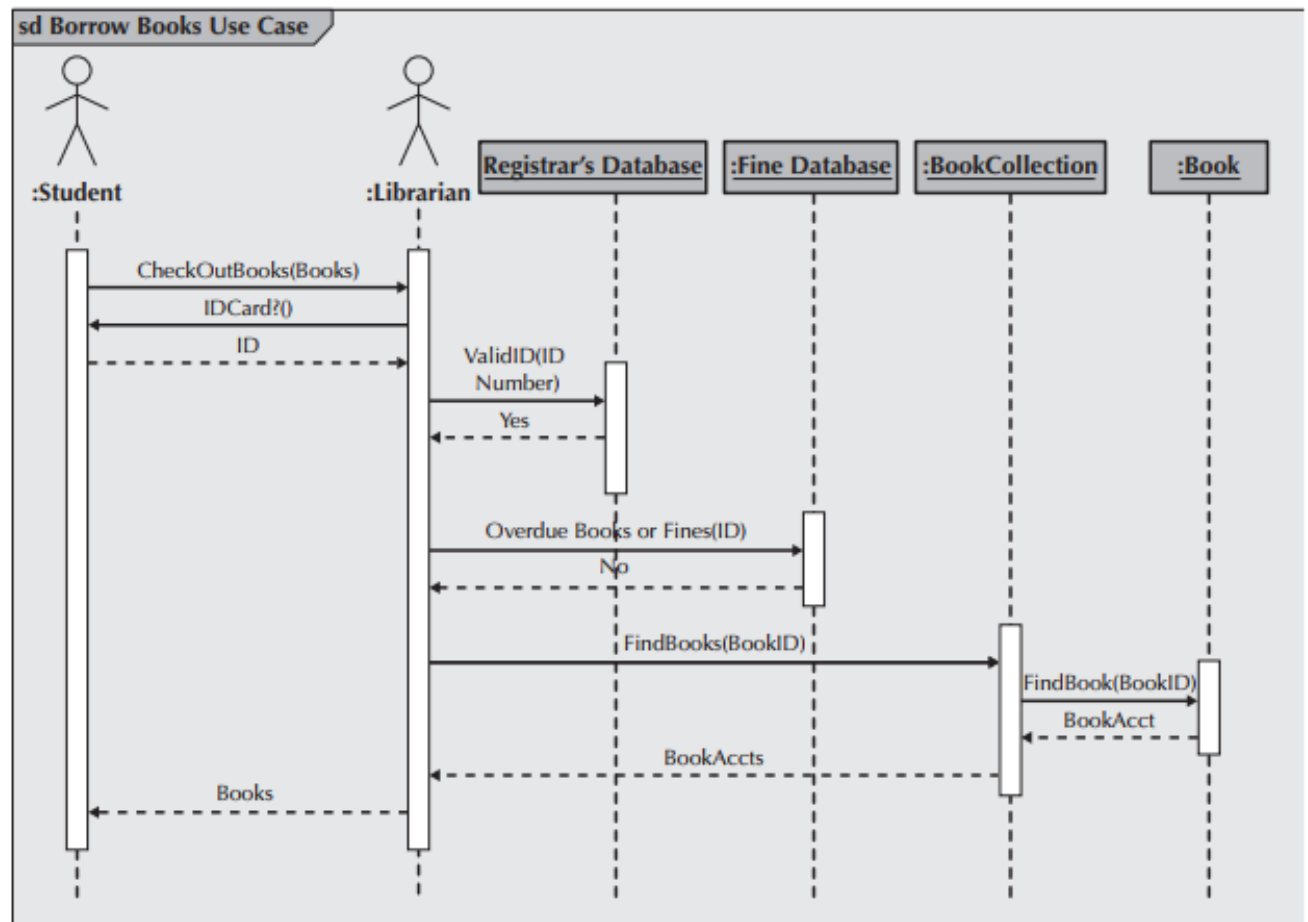 sd Borrow Books Use Case
:Student
:Librarian
Registrar's Database
:Fine Database
:BookCollection
:Book
CheckOutBooks(Books)
IDCard?()
ID
ValidID(ID
Number)
Yes
Overdue Books or Fines(ID)
No
FindBooks(BookID)
FindBook(BookID)
BookAcct
BookAccts
Books